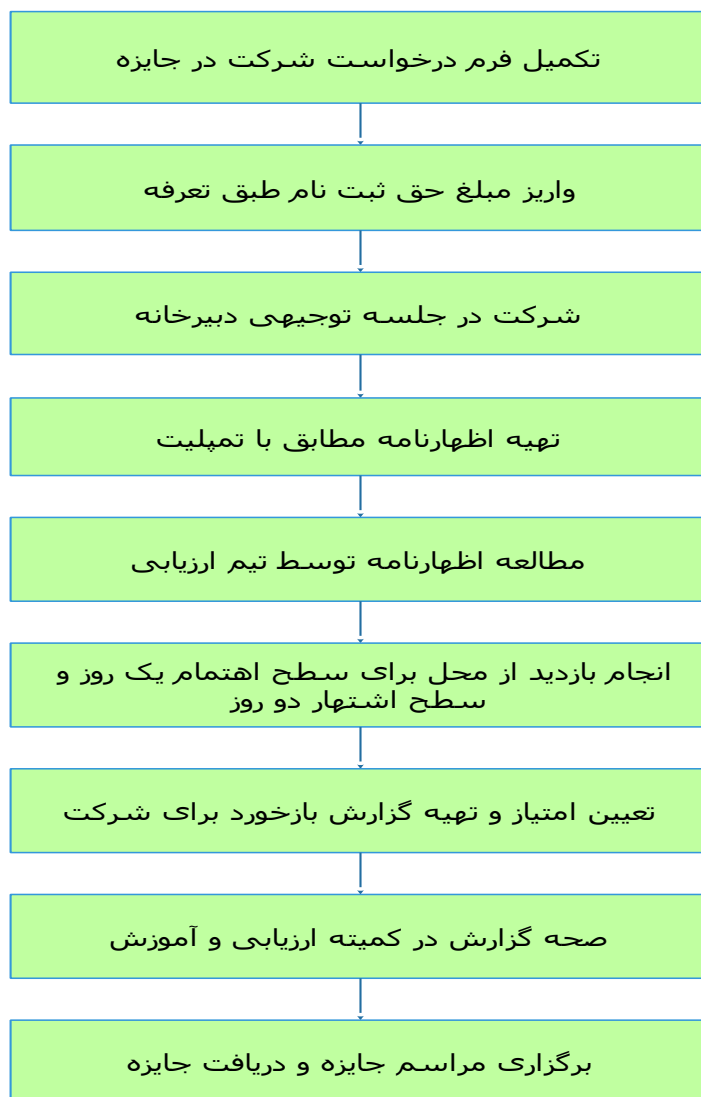 تکمیل فرم درخواست شرکت در جایزه
واریز مبلغ حق ثبت نام طبق تعرفه
شرکت در جلسه توجیهی دبیرخانه
تهیه اظهارنامه مطابق با تمپلیت
مطالعه اظهارنامه توسط تیم ارزیابی
انجام بازدید از محل برای سطح اهتمام یک روز و
سطح اشتهار دو روز
تعیین امتیاز و تهیه گزارش بازخورد برای شرکت
صحه گزارش در کمیته ارزیابی و آموزش
برگزاری مراسم جایزه و دریافت جایزه